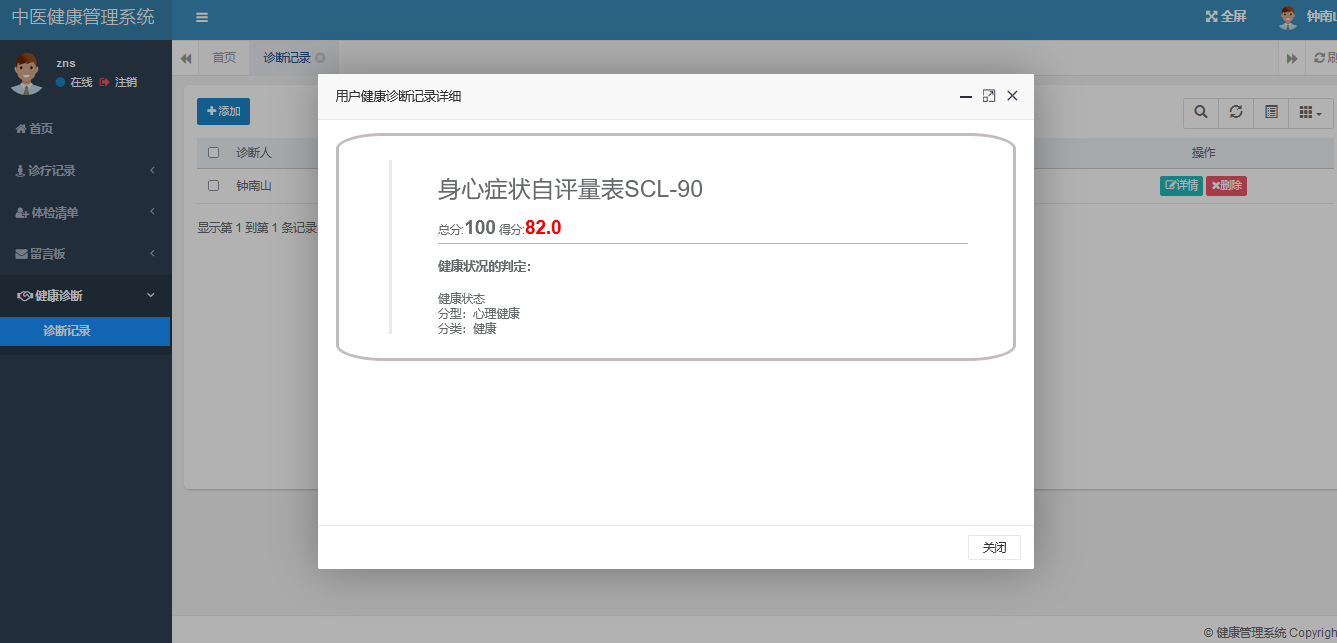 中医健康管理系统
全屏
钟南山
zns
在线 注销
首页 诊断记录
首页
诊疗记录
体检清单
留言板
健康诊断
诊断记录
添加
诊断人 操作
钟南山 详情 删除
显示第 1 到第 1 条记录
用户健康诊断记录详细
身心症状自评量表SCL-90
总分:100 得分:82.0
健康状况的判定:
健康状态
分型：心理健康
分类：健康
关闭
© 健康管理系统 Copyrigh